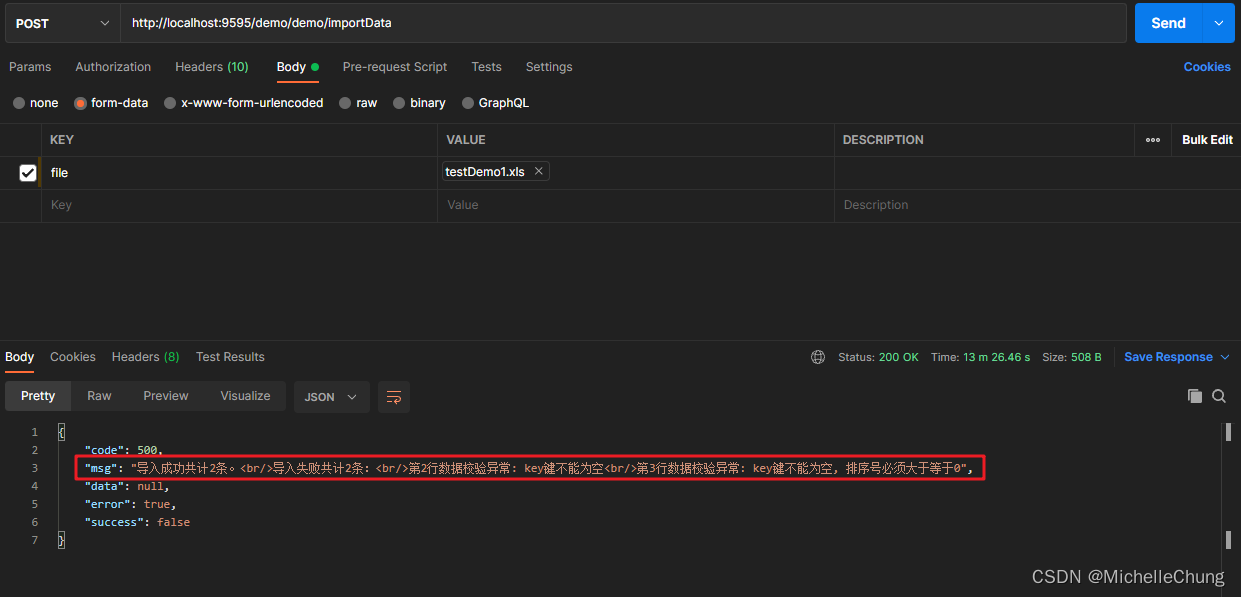 POST http://localhost:9595/demo/demo/importData Send
Params Authorization Headers (10) Body Pre-request Script Tests Settings Cookies
none form-data x-www-form-urlencoded raw binary GraphQL
KEY VALUE DESCRIPTION Bulk Edit
file testDemo1.xls
Key Value Description
Body Cookies Headers (8) Test Results Status: 200 OK Time: 13 m 26.46 s Size: 508 B Save Response
Pretty Raw Preview Visualize JSON
1 {
2 "code": 500,
3 "msg": "导入成功共计2条。<br/>导入失败共计2条：<br/>第2行数据校验异常: key键不能为空<br/>第3行数据校验异常: key键不能为空, 排序号必须大于等于0",
4 "data": null,
5 "error": true,
6 "success": false
7 }
CSDN @MichelleChung